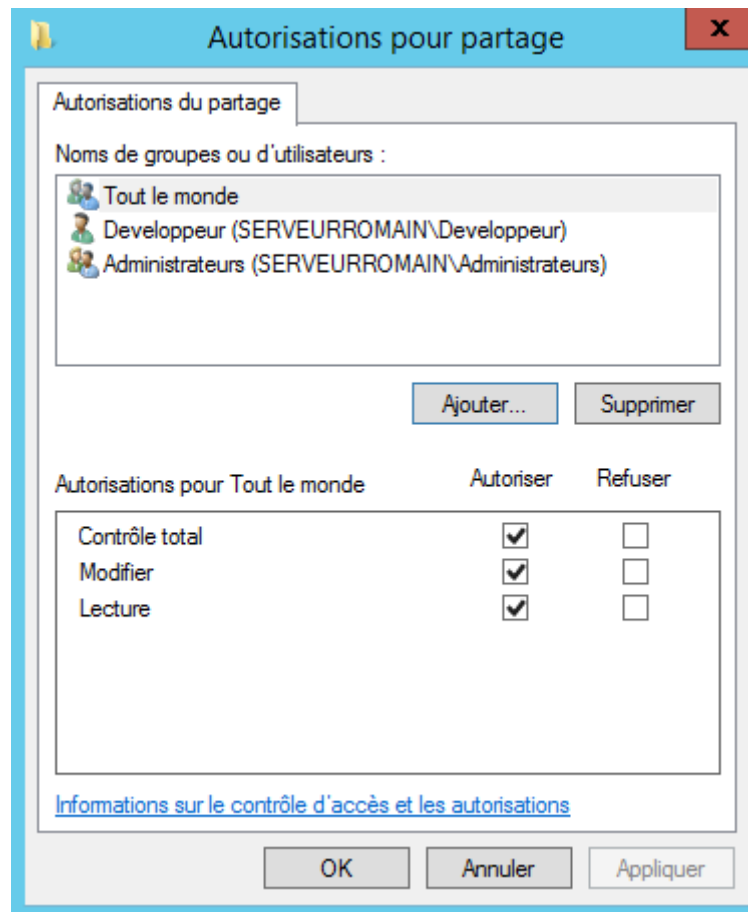 Autorisations pour partage
x
Autorisations du partage
Noms de groupes ou d'utilisateurs :
Tout le monde
Developpeur (SERVEURROMAIN\Developpeur)
Administrateurs (SERVEURROMAIN\Administrateurs)
Ajouter... Supprimer
Autorisations pour Tout le monde Autoriser Refuser
Contrôle total
Modifier
Lecture
Informations sur le contrôle d'accès et les autorisations
OK Annuler Appliquer